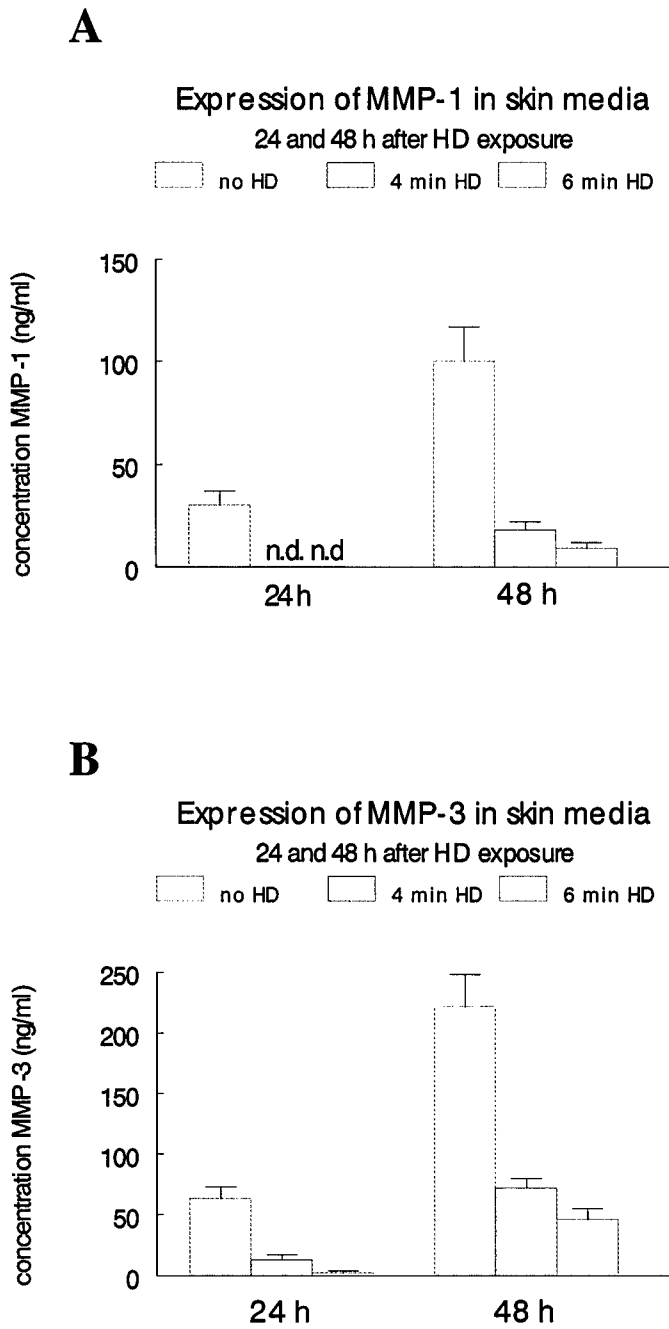 A
Expression of MMP-1 in skin media
24 and 48 h after HD exposure
no HD 4 min HD 6 min HD
concentration MMP-1 (ng/ml)
150
100
50
0
n.d. n.d
24h 48 h
B
Expression of MMP-3 in skin media
24 and 48 h after HD exposure
no HD 4 min HD 6 min HD
concentration MMP-3 (ng/ml)
250
200
150
100
50
0
24 h 48 h